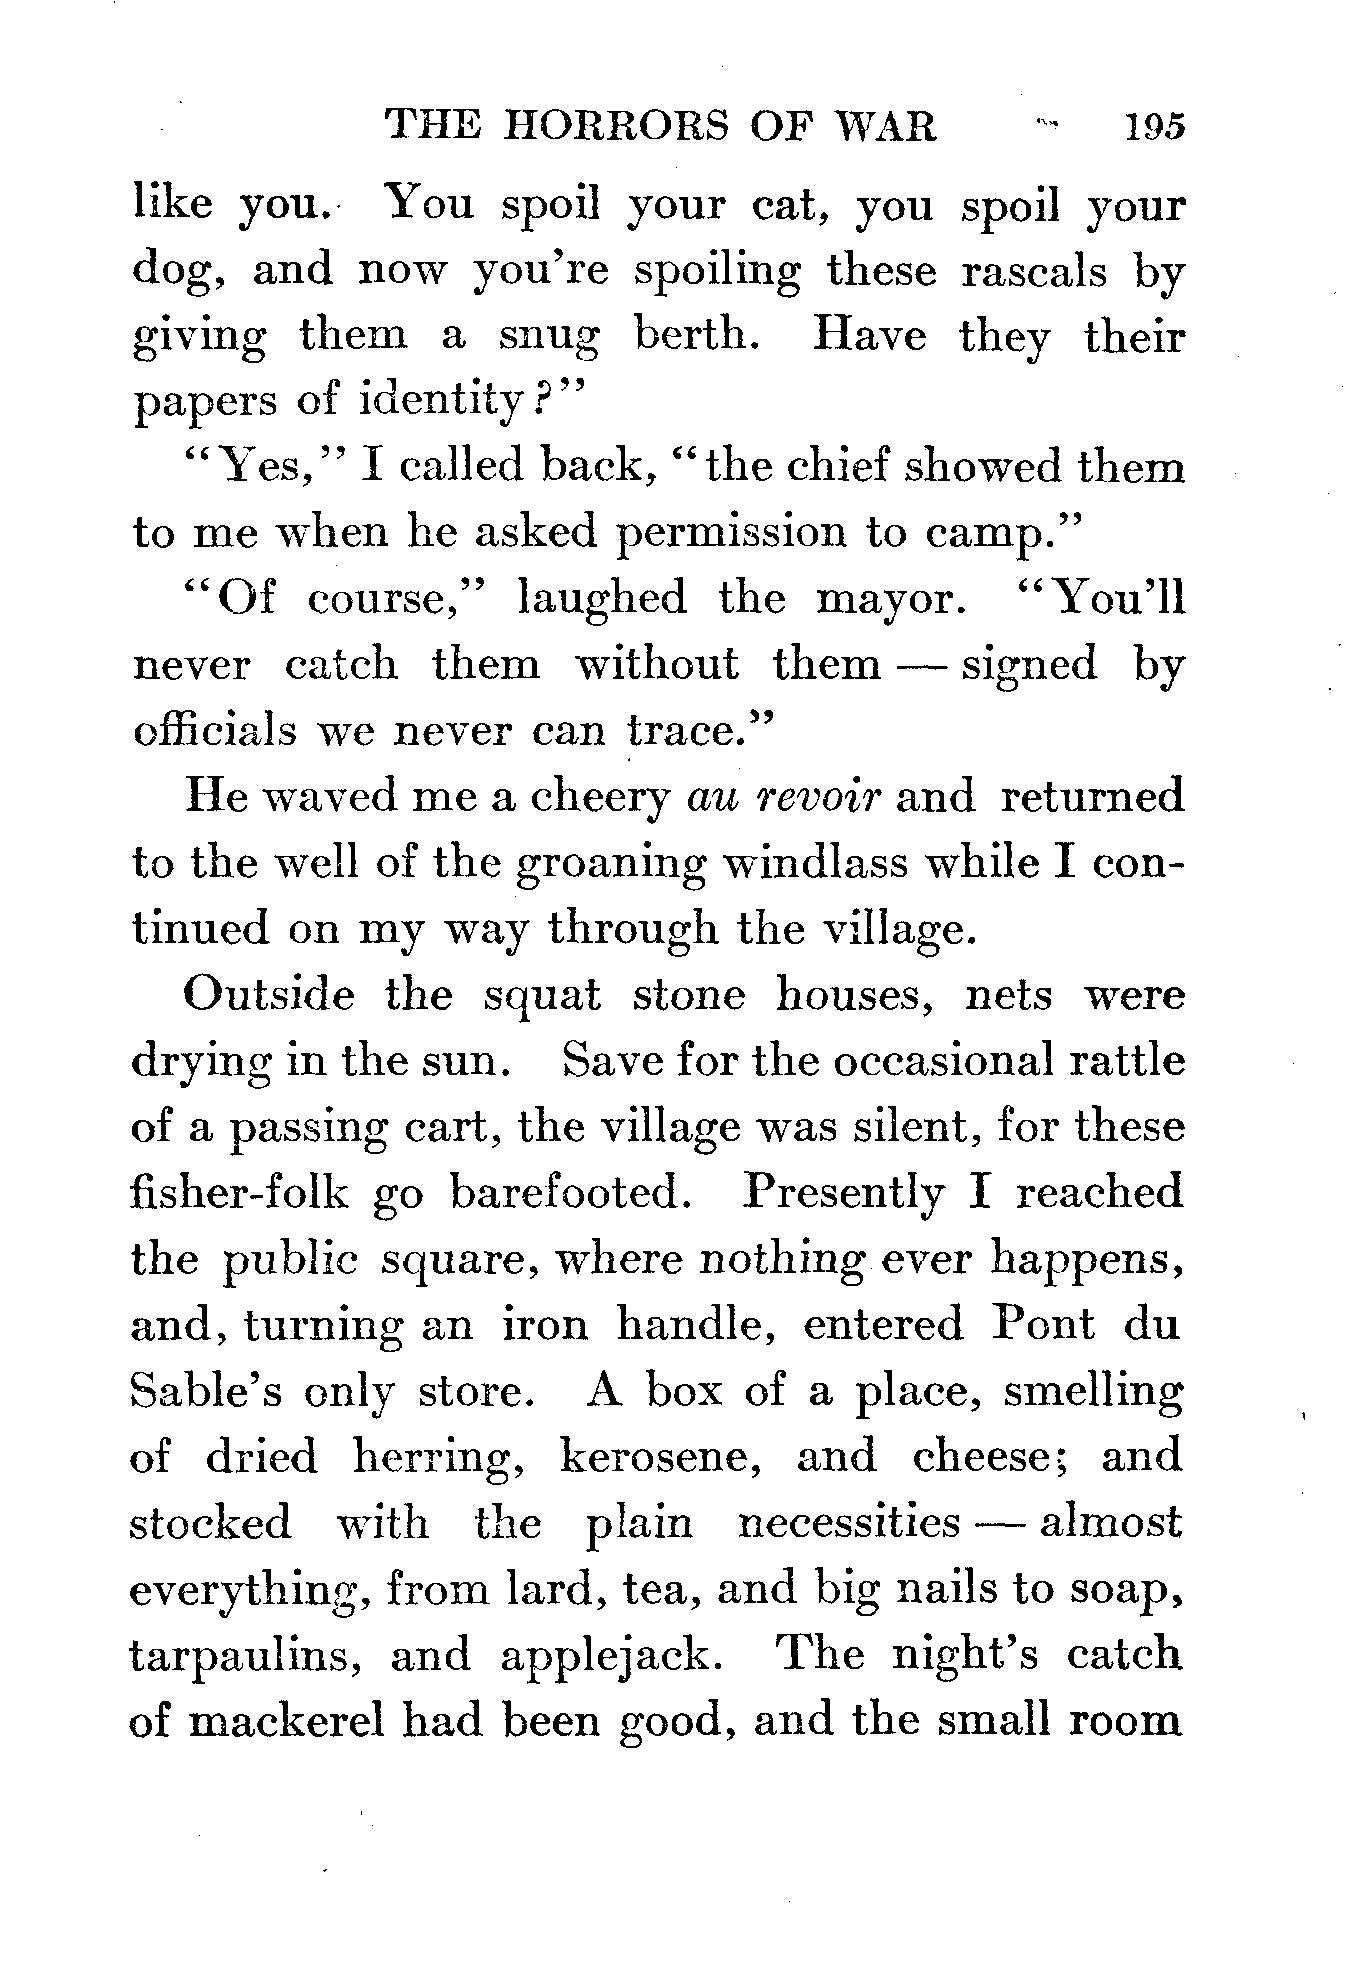 THE HORRORS OF WAR 195
like you. You spoil your cat, you spoil your
dog, and now you're spoiling these rascals by
giving them a snug berth. Have they their
papers of identity?"
"Yes," I called back, "the chief showed them
to me when he asked permission to camp."
"Of course," laughed the mayor. "You'll
never catch them without them — signed by
officials we never can trace."
He waved me a cheery au revoir and returned
to the well of the groaning windlass while I con-
tinued on my way through the village.
Outside the squat stone houses, nets were
drying in the sun. Save for the occasional rattle
of a passing cart, the village was silent, for these
fisher-folk go barefooted. Presently I reached
the public square, where nothing ever happens,
and, turning an iron handle, entered Pont du
Sable's only store. A box of a place, smelling
of dried herring, kerosene, and cheese; and
stocked with the plain necessities — almost
everything, from lard, tea, and big nails to soap,
tarpaulins, and applejack. The night's catch
of mackerel had been good, and the small room